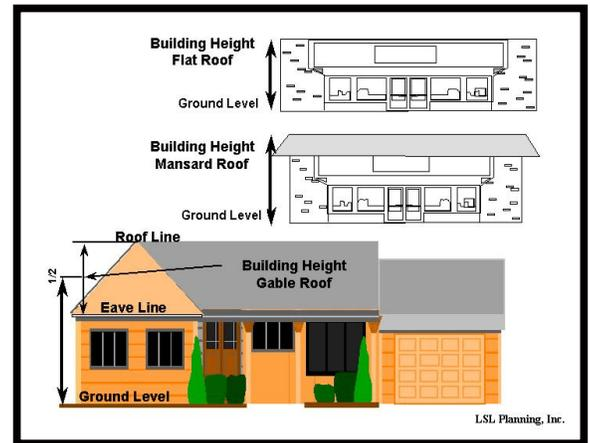 Building Height
Flat Roof
Ground Level
Building Height
Mansard Roof
Ground Level
Roof Line
1/2
Building Height
Gable Roof
Eave Line
Ground Level
LSL Planning, Inc.